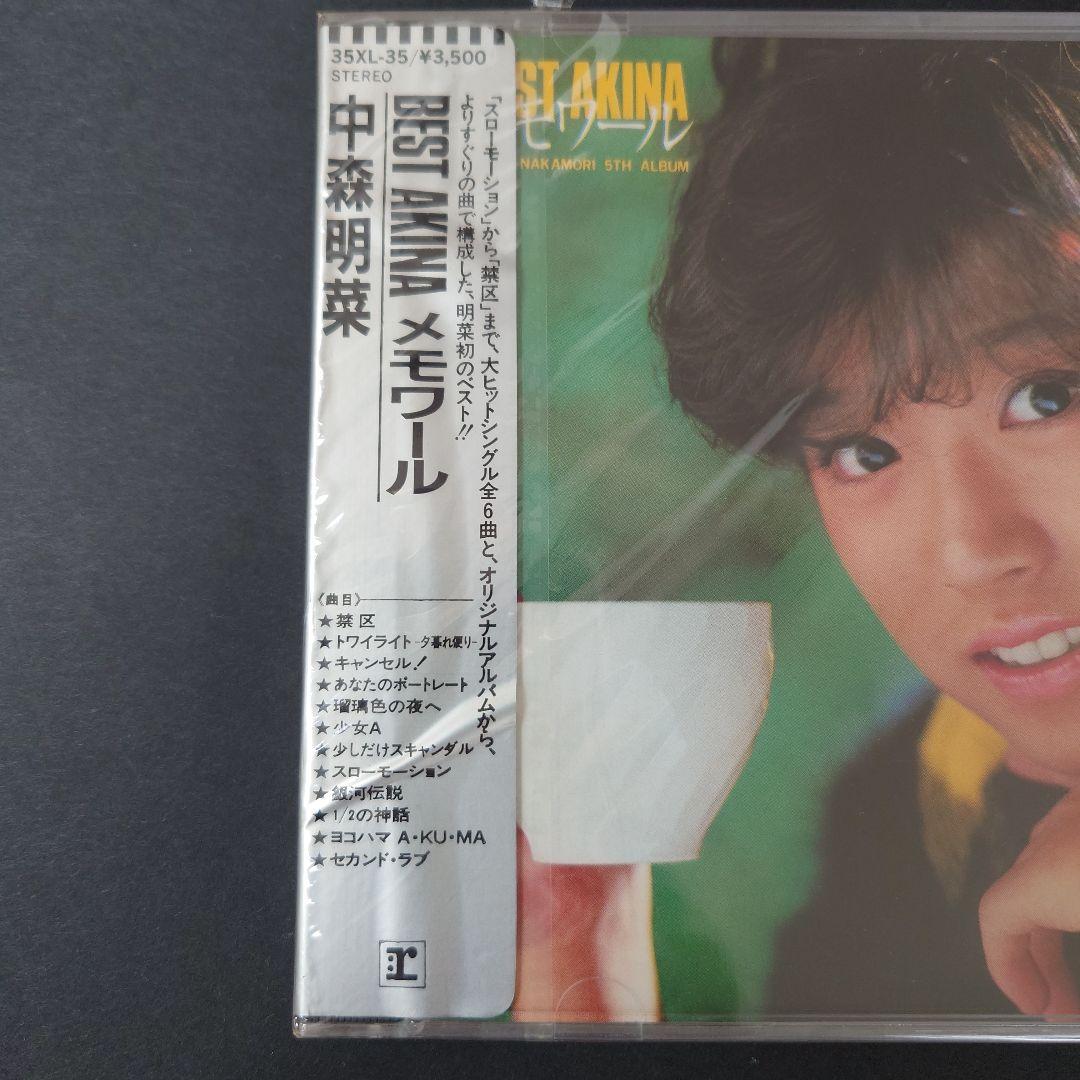 35XL-35/¥3,500
STEREO
「スローモーション」から「禁区」まで、大ヒットシングル全6曲と、オリジナルアルバムから、
よりすぐりの曲で構成した、明菜初のベスト!!
BEST AKINA メモワール
中森明菜
《曲目》
★禁区
★トワイライト-夕暮れ便り-
★キャンセル!
★あなたのポートレート
★瑠璃色の夜へ
★少女A
★少しだけスキャンダル
★スローモーション
★銀河伝説
★1/2の神話
★ヨコハマ A・KU・MA
★セカンド・ラブ
r
ST AKINA
モワール
NAKAMORI 5TH ALBUM